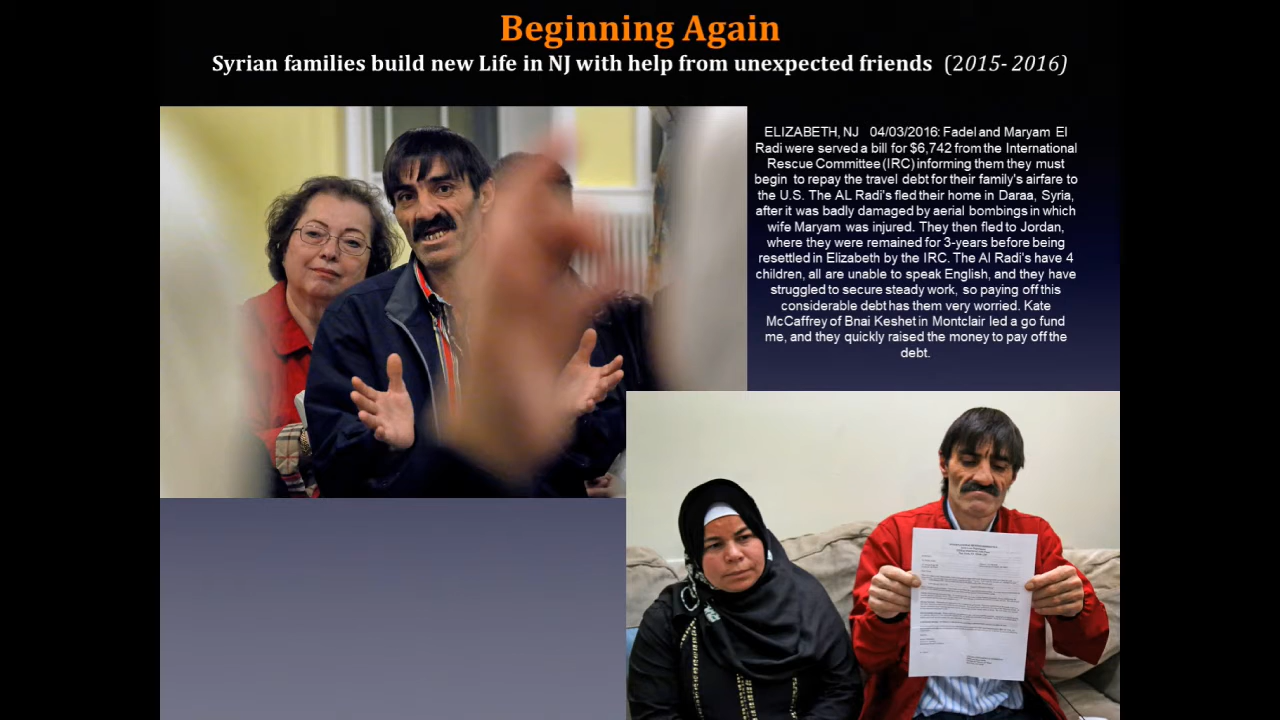 Beginning Again
Syrian families build new Life in NJ with help from unexpected friends (2015- 2016)
ELIZABETH, NJ 04/03/2016: Fadel and Maryam El
Radi were served a bill for $6,742 from the International
Rescue Committee (IRC) informing them they must
begin to repay the travel debt for their family's airfare to
the U.S. The AL Radi's fled their home in Daraa, Syria,
after it was badly damaged by aerial bombings in which
wife Maryam was injured. They then fled to Jordan,
where they were remained for 3-years before being
resettled in Elizabeth by the IRC. The Al Radi's have 4
children, all are unable to speak English, and they have
struggled to secure steady work, so paying off this
considerable debt has them very worried. Kate
McCaffrey of Bnai Keshet in Montclair led a go fund
me, and they quickly raised the money to pay off the
debt.